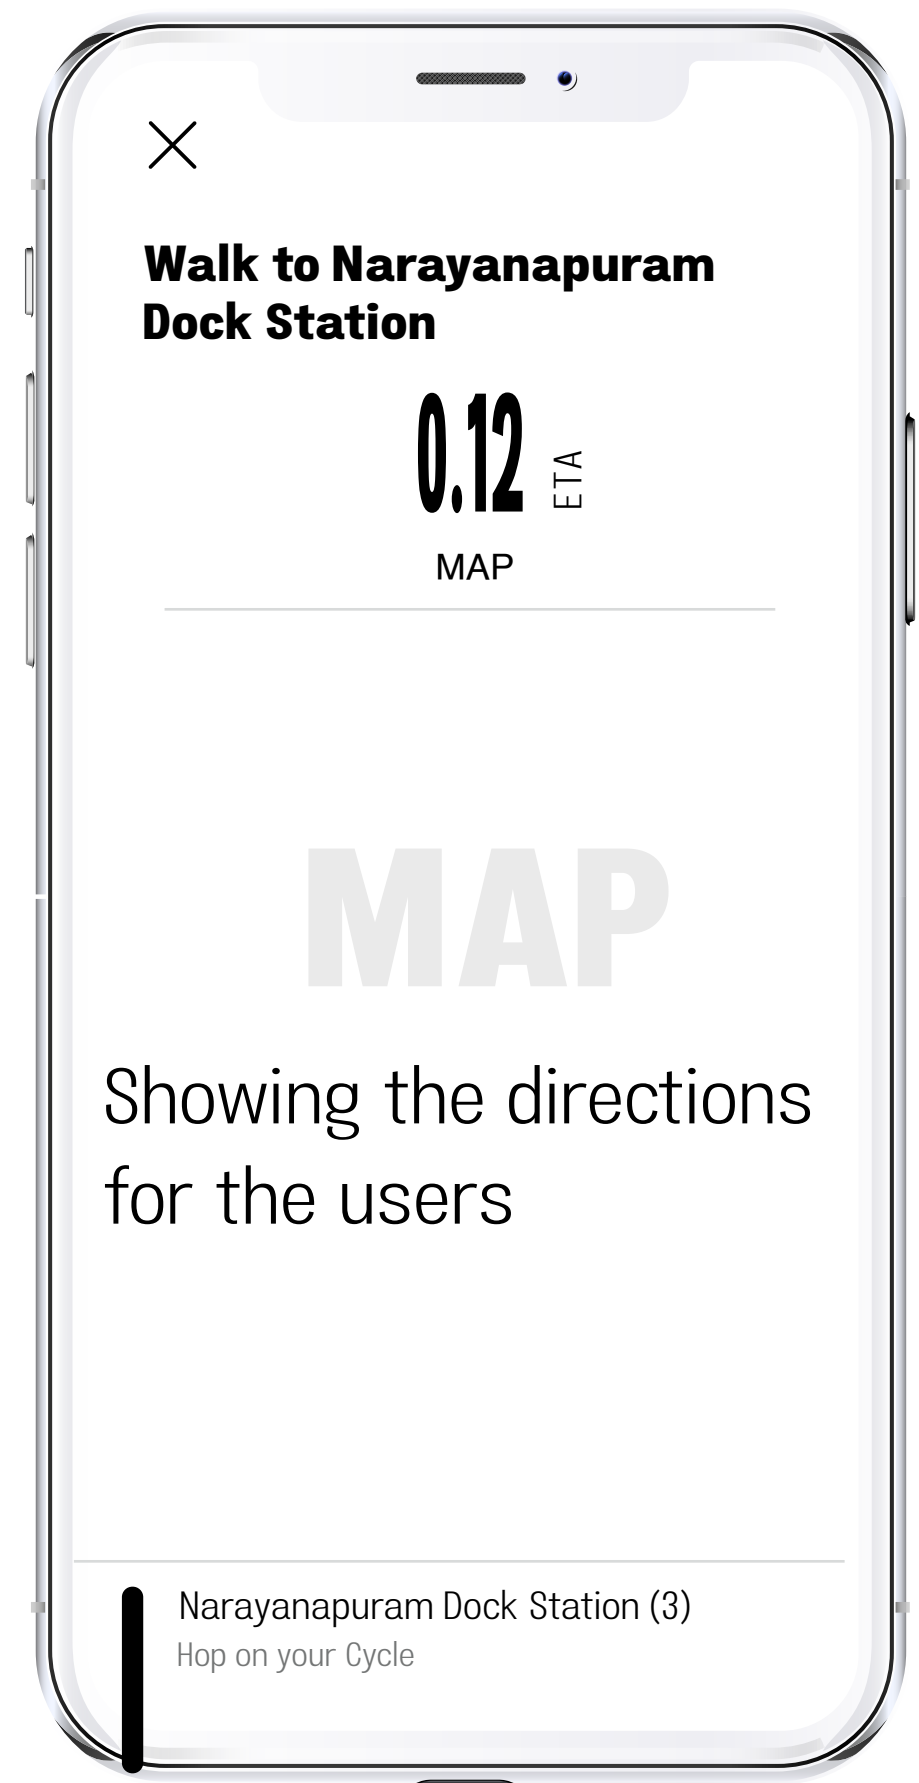 Walk to Narayanapuram
Dock Station
0.12
ETA
MAP
MAP
Showing the directions
for the users
Narayanapuram Dock Station (3)
Hop on your Cycle